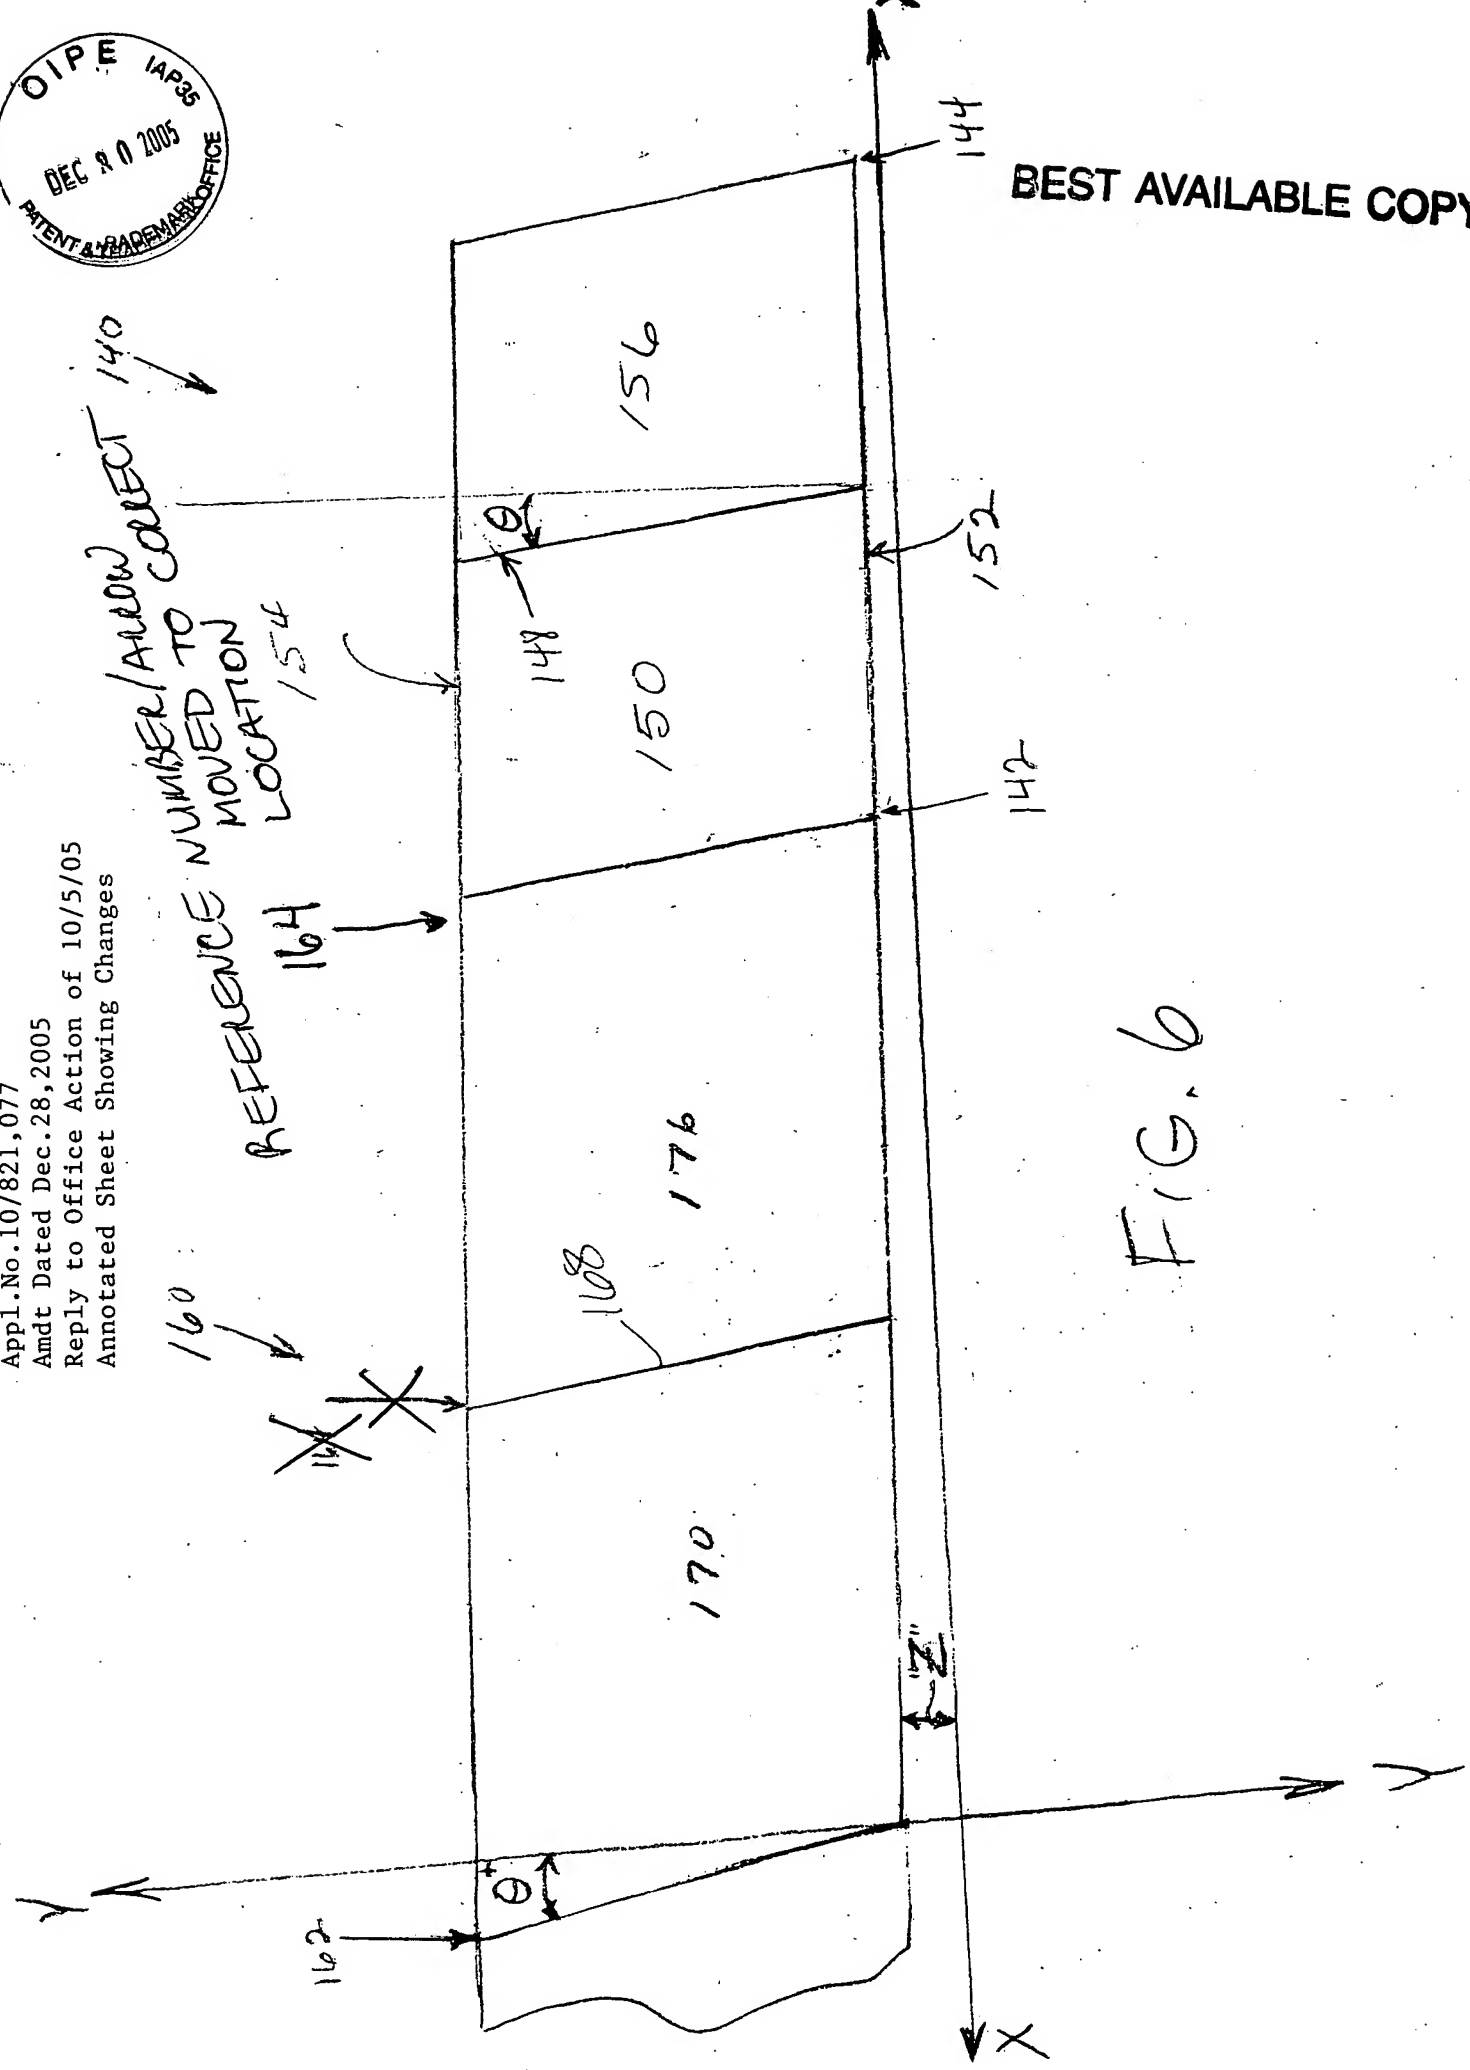 Appl.No.10/821,077
Amdt Dated Dec.28,2005
Reply to Office Action of 10/5/05
Annotated Sheet Showing Changes
OIPE IAP35
DEC 2005
PATENT & TRADEMARK OFFICE
REFERENCE NUMBER/ARROW
MOVED TO CORRECT
LOCATION
BEST AVAILABLE COPY
160
164
164
154
140
162
θ+
170
168
176
150
148
θ
156
"Z"
142
152
144
Y
Y
X
X
FIG. 6